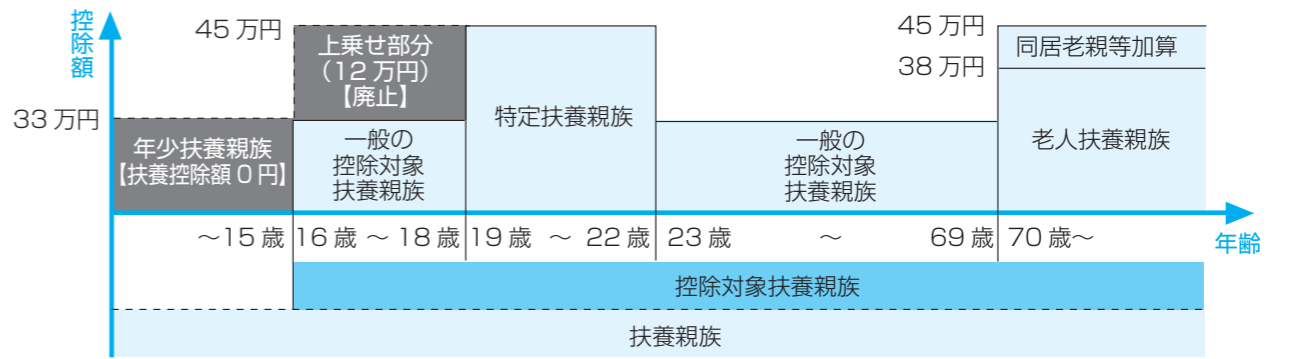 控除額
45万円
33万円
年少扶養親族
【扶養控除額0円】
上乗せ部分
(12万円)
【廃止】
一般の
控除対象
扶養親族
特定扶養親族
一般の
控除対象
扶養親族
45万円
38万円
同居老親等加算
老人扶養親族
～15歳
16歳～18歳
19歳 ～ 22歳
23歳 ～ 69歳
70歳～
年齢
控除対象扶養親族
扶養親族